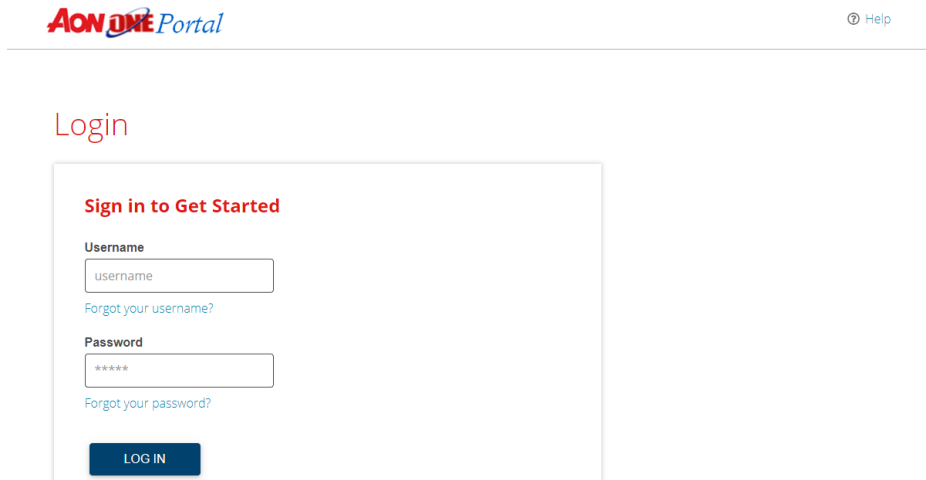 AON ONE Portal
Help
Login
Sign in to Get Started
Username
username
Forgot your username?
Password
*****
Forgot your password?
LOG IN